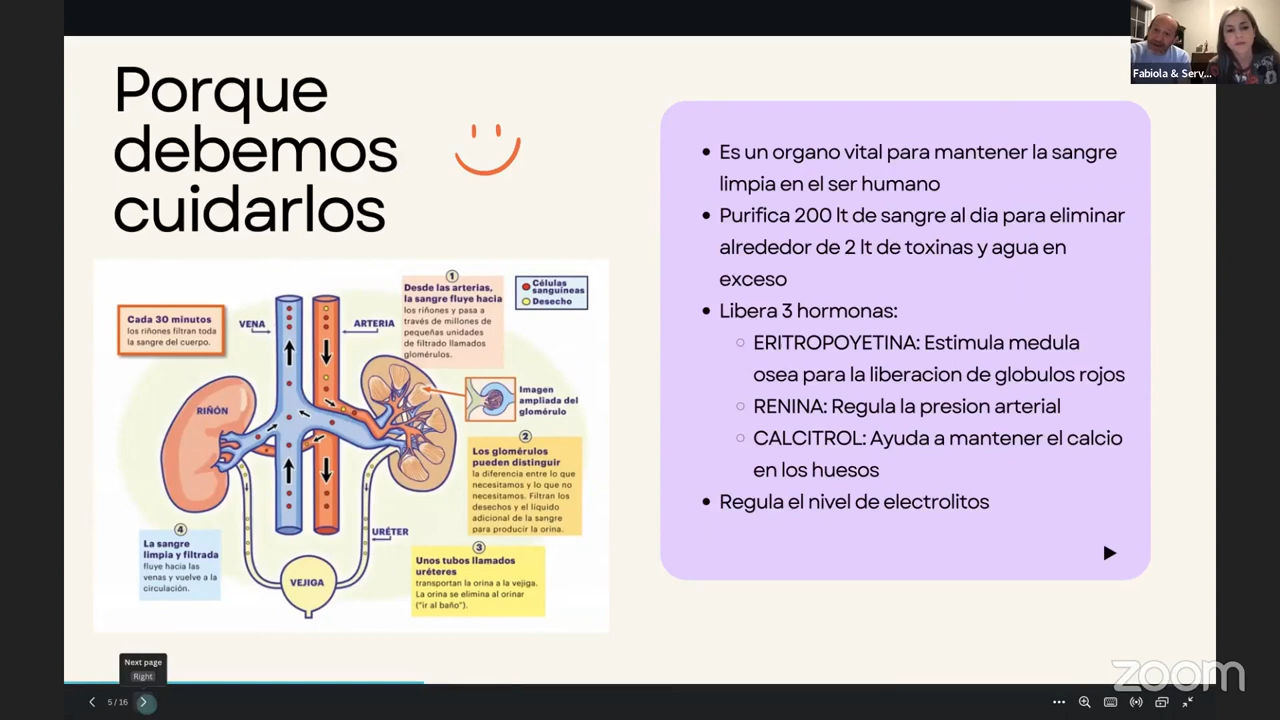 Porque
debemos
cuidarlos
Fabiola & Serv...
Es un organo vital para mantener la sangre
limpia en el ser humano
Purifica 200 lt de sangre al dia para eliminar
alrededor de 2 lt de toxinas y agua en
exceso
Libera 3 hormonas:
ERITROPOYETINA: Estimula medula
osea para la liberacion de globulos rojos
RENINA: Regula la presion arterial
CALCITROL: Ayuda a mantener el calcio
en los huesos
Regula el nivel de electrolitos
Cada 30 minutos
los riñones filtran toda
la sangre del cuerpo.
VENA
ARTERIA
1
Desde las arterias,
la sangre fluye hacia
los riñones y pasa a
través de millones de
pequeñas unidades
de filtrado llamados
glomérulos.
Células
sanguíneas
Desecho
RIÑÓN
Imagen
ampliada del
glomérulo
2
Los glomérulos
pueden distinguir
la diferencia entre lo que
necesitamos y lo que no
necesitamos. Filtran los
desechos y el líquido
adicional de la sangre
para producir la orina.
URÉTER
3
Unos tubos llamados
uréteres
transportan la orina a la vejiga.
La orina se elimina al orinar
("ir al baño").
4
La sangre
limpia y filtrada
fluye hacia las
venas y vuelve a la
circulación.
VEJIGA
Next page
Right
5 / 16
zoom